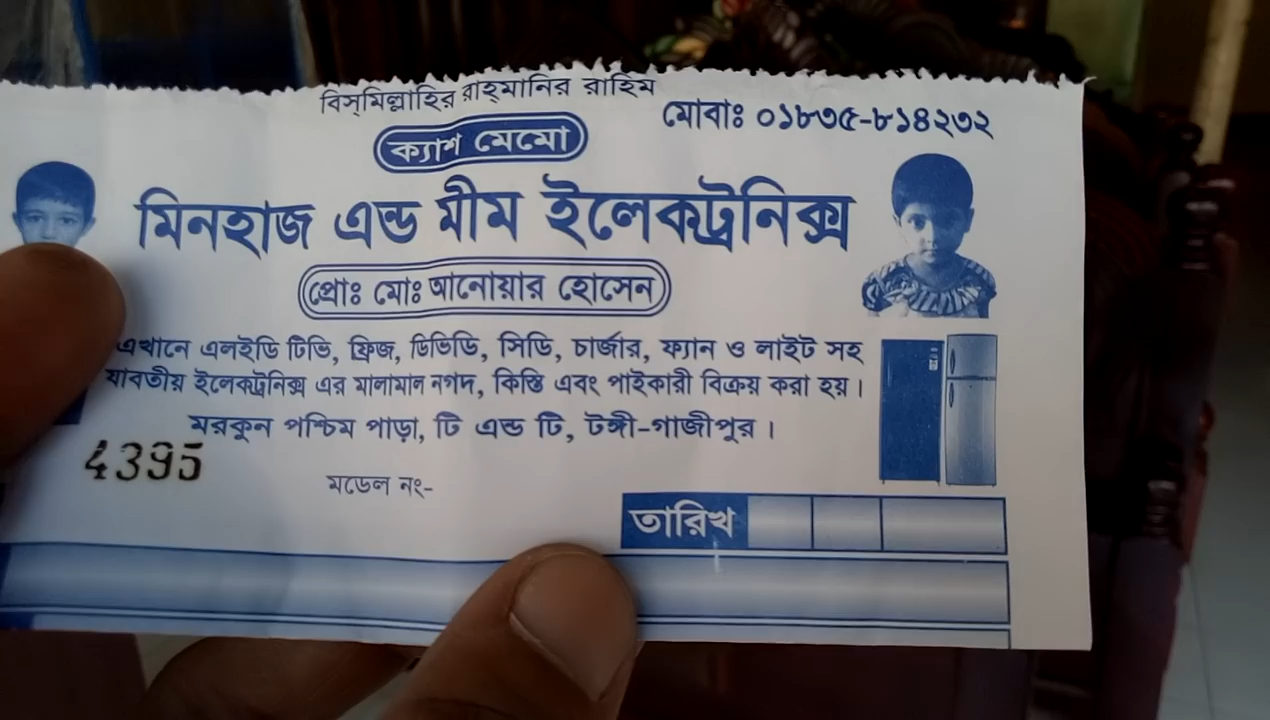 বিস্‌মিল্লাহির রাহ্‌মানির রাহিম
মোবাঃ ০১৮৩৫-৮১৪২৩২
ক্যাশ মেমো
মিনহাজ এন্ড মীম ইলেকট্রনিক্স
প্রোঃ মোঃ আনোয়ার হোসেন
এখানে এলইডি টিভি, ফ্রিজ, ডিভিডি, সিডি, চার্জার, ফ্যান ও লাইট সহ
যাবতীয় ইলেকট্রনিক্স এর মালামাল নগদ, কিস্তি এবং পাইকারী বিক্রয় করা হয়।
মরকুন পশ্চিম পাড়া, টি এন্ড টি, টঙ্গী-গাজীপুর।
4395
মডেল নং-
তারিখ